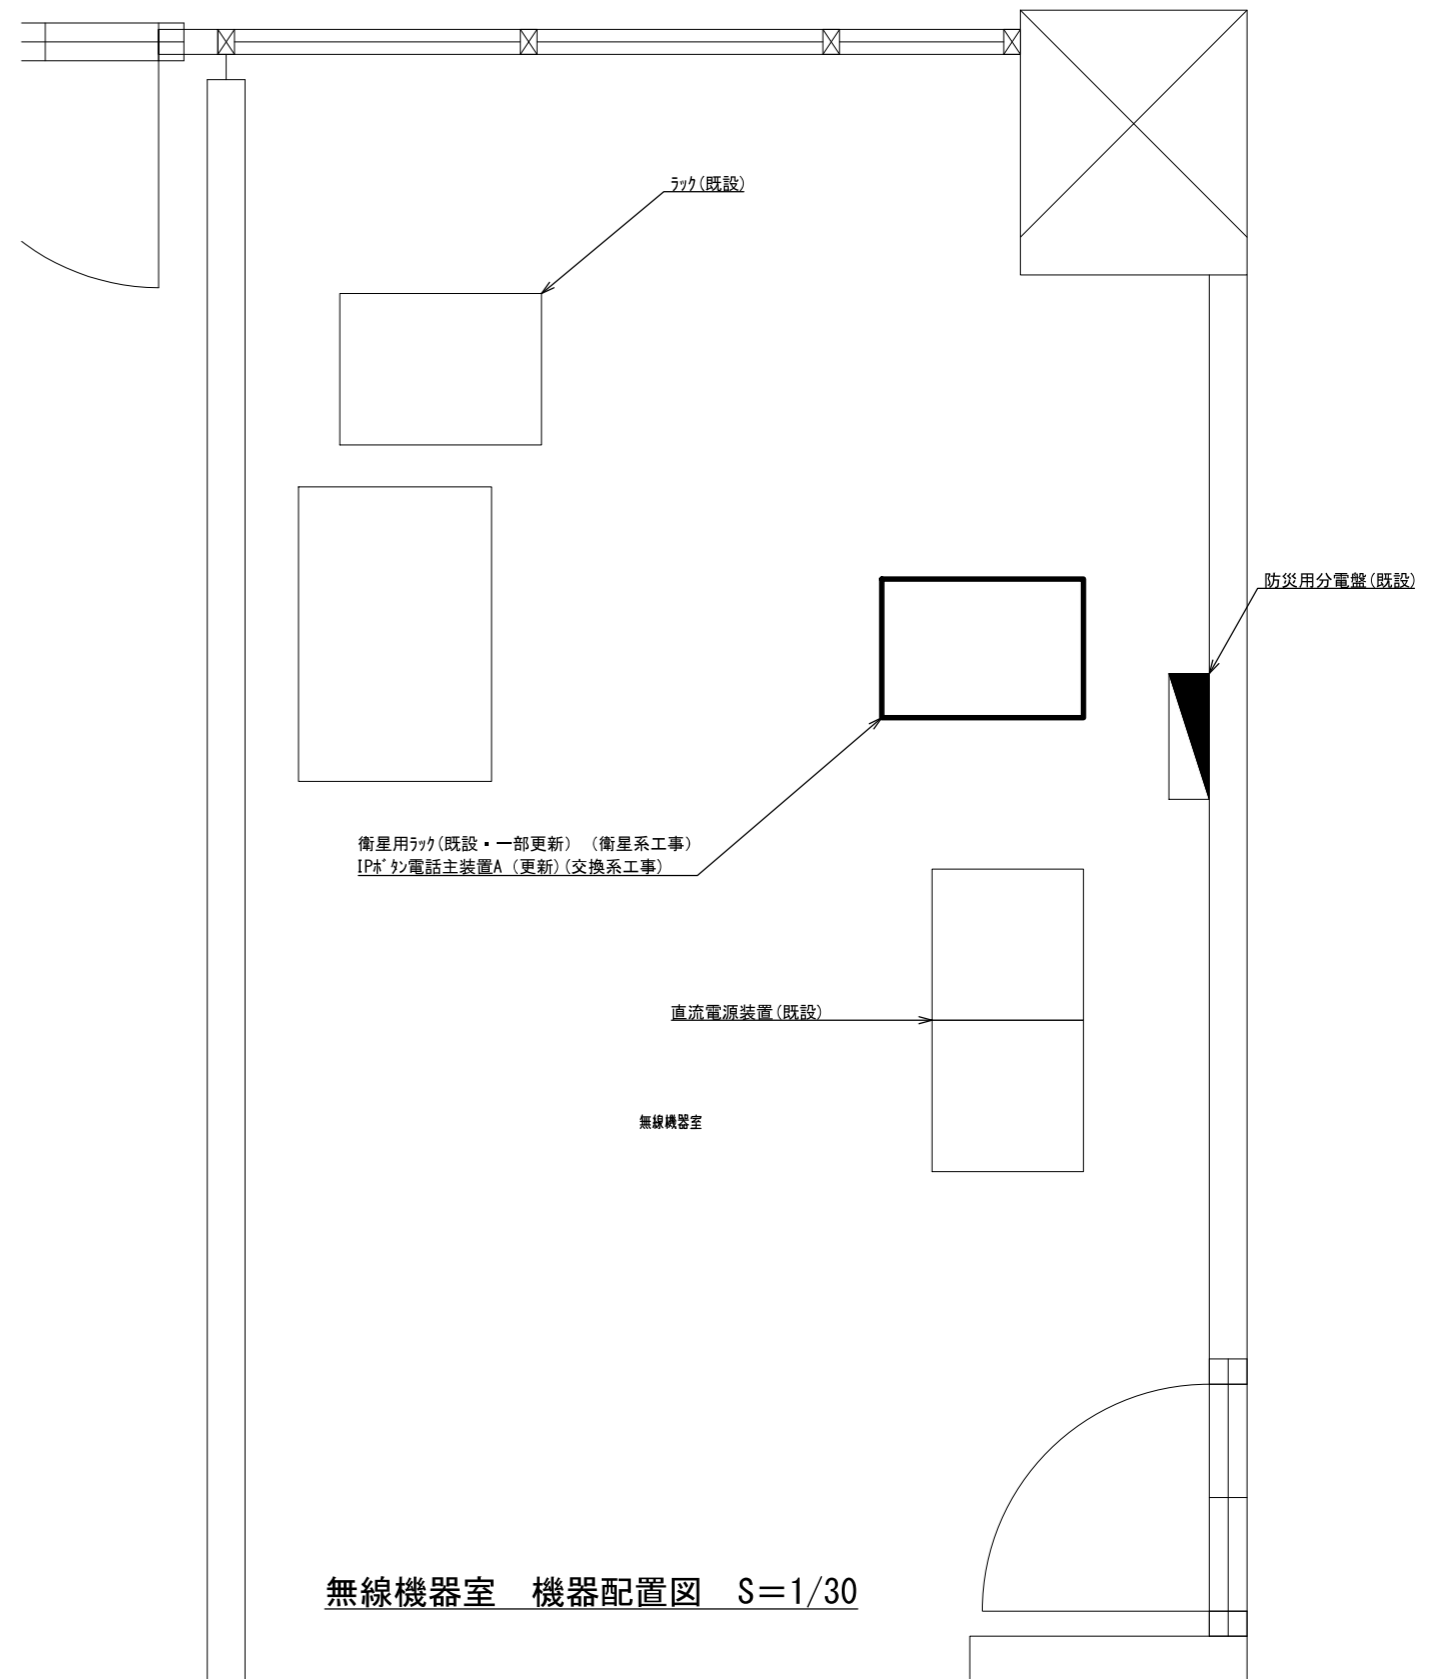 ﾗｯｸ(既設)
防災用分電盤(既設)
衛星用ﾗｯｸ(既設・一部更新) (衛星系工事)
IPﾎﾞﾀﾝ電話主装置A (更新)(交換系工事)
直流電源装置(既設)
無線機器室
無線機器室 機器配置図 S=1/30